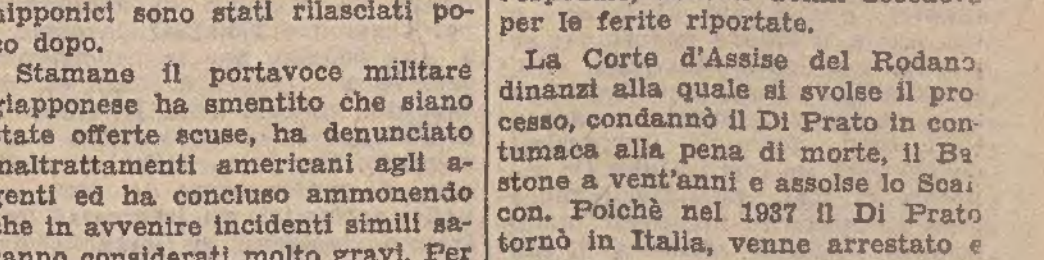 nipponici sono stati rilasciati po-
co dopo.
Stamane il portavoce militare
giapponese ha smentito che siano
state offerte scuse, ha denunciato
maltrattamenti americani agli a-
genti ed ha concluso ammonendo
che in avvenire incidenti simili sa-
ranno considerati molto gravi. Per
per le ferite riportate.
La Corte d'Assise del Rodano,
dinanzi alla quale si svolse il pro-
cesso, condannò il Di Prato in con-
tumaca alla pena di morte, il Ba
stone a vent'anni e assolse lo Scai
con. Poichè nel 1937 il Di Prato
tornò in Italia, venne arrestato e